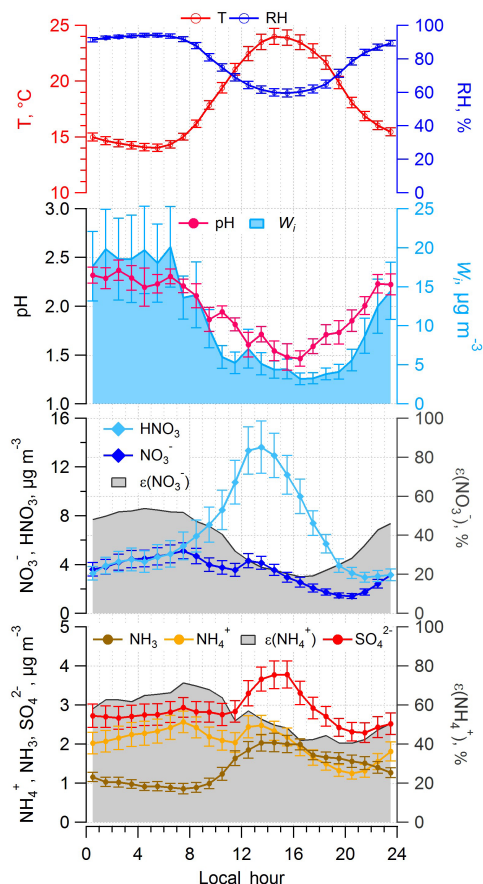 T RH
25
20
15
10
T, °C
100
80
60
40
20
0
RH, %
pH Wi
3.0
2.5
2.0
1.5
1.0
pH
25
20
15
10
5
0
Wi, µg m-3
HNO3
NO3-
ε(NO3-)
16
12
8
4
0
NO3-, HNO3, µg m-3
100
80
60
40
20
0
ε(NO3-), %
NH3 NH4+ ε(NH4+) SO42-
5
4
3
2
1
0
NH4+, NH3, SO42-, µg m-3
100
80
60
40
20
0
ε(NH4+), %
0 4 8 12 16 20 24
Local hour